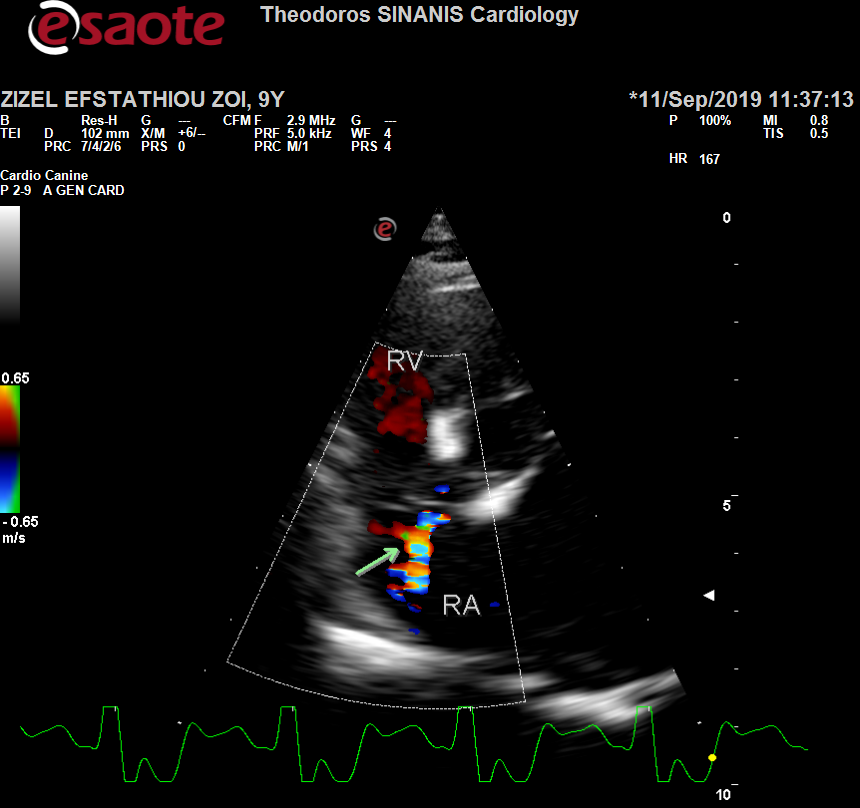 esaote
Theodoros SINANIS Cardiology
ZIZEL EFSTATHIOU ZOI, 9Y *11/Sep/2019 11:37:13
B Res-H G --- CFM F 2.9 MHz G --- P 100% MI 0.8
TEI D 102 mm X/M +6/-- PRF 5.0 kHz WF 4 TIS 0.5
PRC 7/4/2/6 PRS 0 PRC M/1 PRS 4
HR 167
Cardio Canine
P 2-9 A GEN CARD
e
0
RV
0.65
5
- 0.65
m/s
RA
10